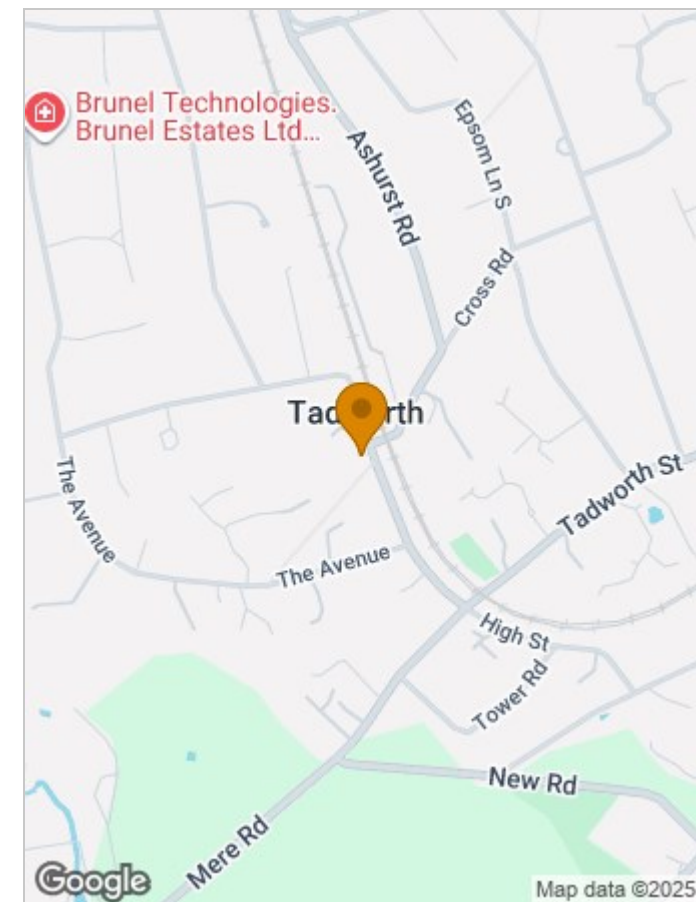 Brunel Technologies.
Brunel Estates Ltd...
Ashurst Rd
Epsom Ln S
Cross Rd
Tadworth St
The Avenue
The Avenue
High St
Tower Rd
New Rd
Mere Rd
Google
Map data ©2025